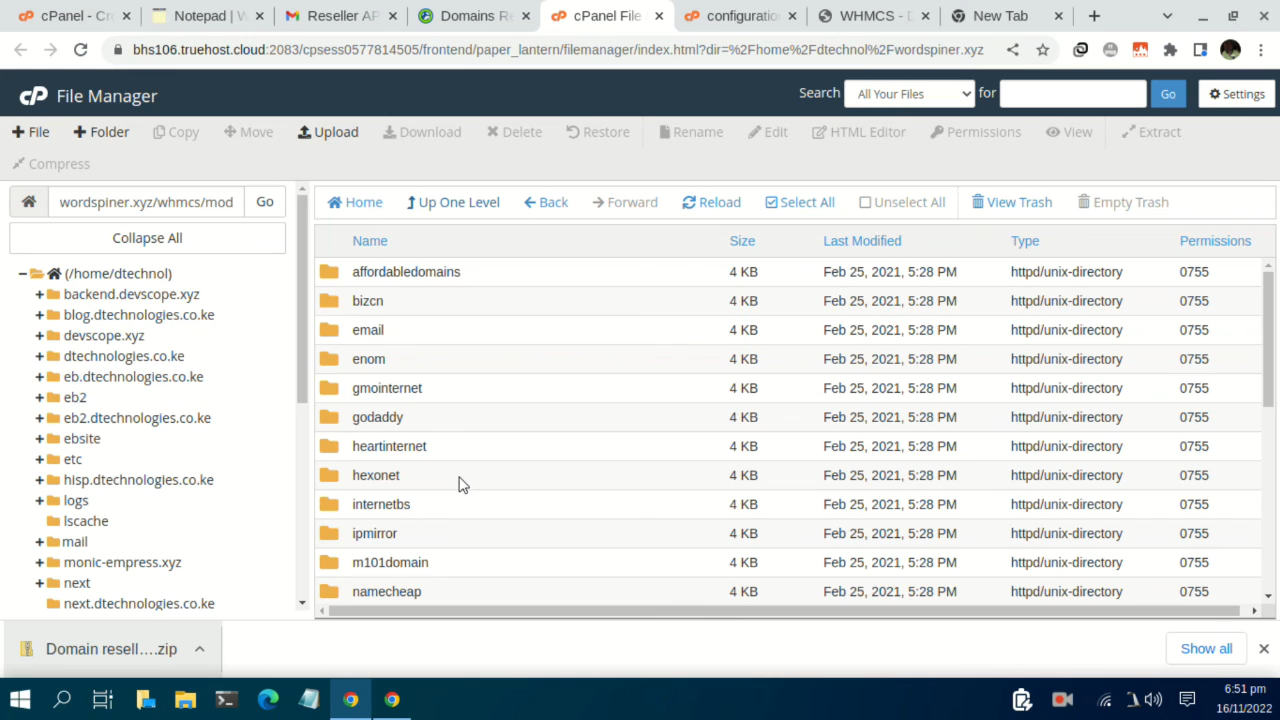 cPanel - Cre
Notepad | W
Reseller AP
Domains Re
cPanel File
configuratio
WHMCS - D
New Tab
bhs106.truehost.cloud:2083/cpsess0577814505/frontend/paper_lantern/filemanager/index.html?dir=%2Fhome%2Fdtechnol%2Fwordspiner.xyz
cP File Manager
Search All Your Files for Go Settings
File Folder Copy Move Upload Download Delete Restore Rename Edit HTML Editor Permissions View Extract
Compress
wordspiner.xyz/whmcs/mod Go
Collapse All
(/home/dtechnol)
backend.devscope.xyz
blog.dtechnologies.co.ke
devscope.xyz
dtechnologies.co.ke
eb.dtechnologies.co.ke
eb2
eb2.dtechnologies.co.ke
ebsite
etc
hisp.dtechnologies.co.ke
logs
lscache
mail
monic-empress.xyz
next
next.dtechnologies.co.ke
Home Up One Level Back Forward Reload Select All Unselect All View Trash Empty Trash
Name Size Last Modified Type Permissions
affordabledomains 4 KB Feb 25, 2021, 5:28 PM httpd/unix-directory 0755
bizcn 4 KB Feb 25, 2021, 5:28 PM httpd/unix-directory 0755
email 4 KB Feb 25, 2021, 5:28 PM httpd/unix-directory 0755
enom 4 KB Feb 25, 2021, 5:28 PM httpd/unix-directory 0755
gmointernet 4 KB Feb 25, 2021, 5:28 PM httpd/unix-directory 0755
godaddy 4 KB Feb 25, 2021, 5:28 PM httpd/unix-directory 0755
heartinternet 4 KB Feb 25, 2021, 5:28 PM httpd/unix-directory 0755
hexonet 4 KB Feb 25, 2021, 5:28 PM httpd/unix-directory 0755
internetbs 4 KB Feb 25, 2021, 5:28 PM httpd/unix-directory 0755
ipmirror 4 KB Feb 25, 2021, 5:28 PM httpd/unix-directory 0755
m101domain 4 KB Feb 25, 2021, 5:28 PM httpd/unix-directory 0755
namecheap 4 KB Feb 25, 2021, 5:28 PM httpd/unix-directory 0755
Domain resell....zip
Show all
6:51 pm
16/11/2022